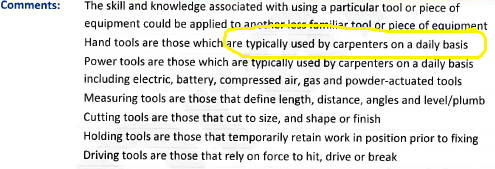 Comments: The skill and knowledge associated with using a particular tool or piece of
equipment could be applied to another less familiar tool or piece of equipment
Hand tools are those which are typically used by carpenters on a daily basis
Power tools are those which are typically used by carpenters on a daily basis
including electric, battery, compressed air, gas and powder-actuated tools
Measuring tools are those that define length, distance, angles and level/plumb
Cutting tools are those that cut to size, and shape or finish
Holding tools are those that temporarily retain work in position prior to fixing
Driving tools are those that rely on force to hit, drive or break